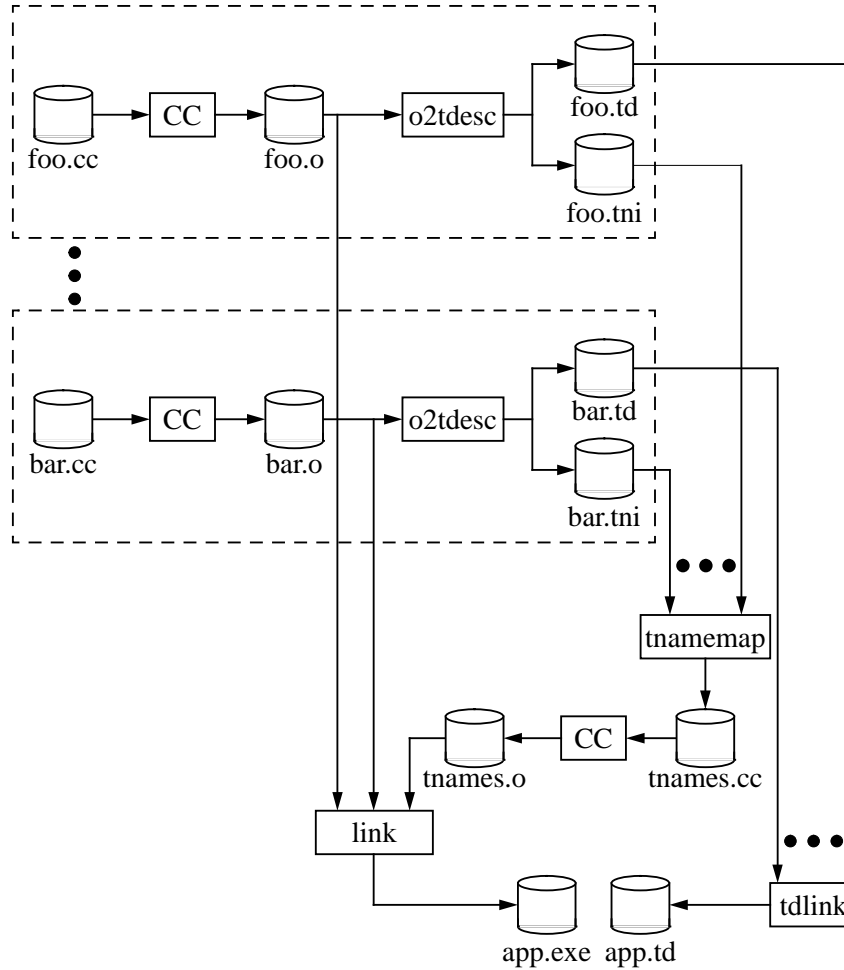 foo.td
CC
o2tdesc
foo.cc
foo.o
foo.tni
bar.td
CC
o2tdesc
bar.cc
bar.o
bar.tni
tnamemap
CC
tnames.o
tnames.cc
link
tdlink
app.exe
app.td